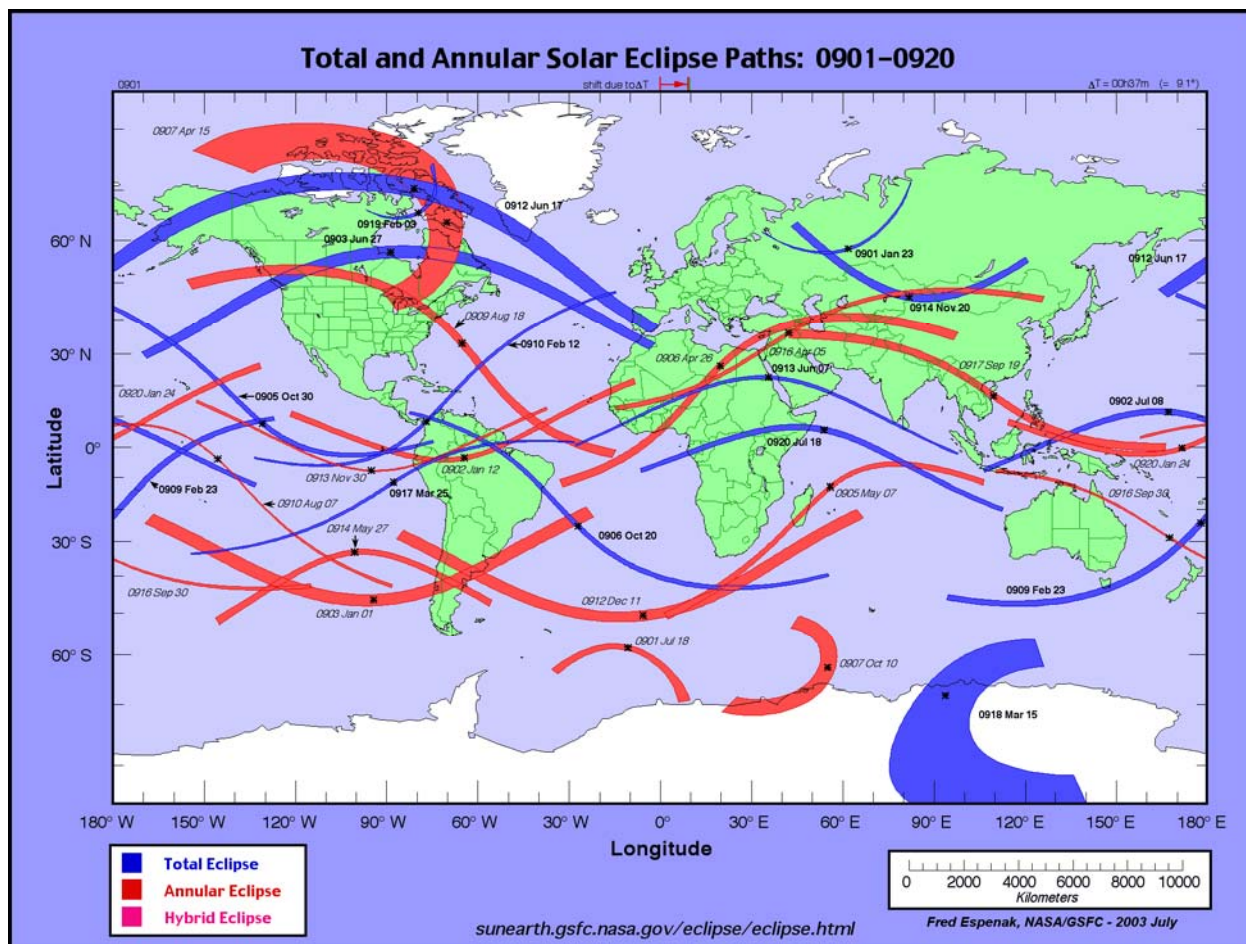 Total and Annular Solar Eclipse Paths: 0901–0920
0901
shift due to ΔT
ΔT = 00h37m (= 9.1°)
0907 Apr 15
0912 Jun 17
0919 Feb 03
0903 Jun 27
0901 Jan 23
0912 Jun 17
0914 Nov 20
0909 Aug 18
0910 Feb 12
0906 Apr 26
0916 Apr 05
0913 Jun 07
0917 Sep 19
0920 Jan 24
0905 Oct 30
0902 Jul 08
0920 Jul 18
0902 Jan 12
0913 Nov 30
0920 Jan 24
0909 Feb 23
0917 Mar 25
0905 May 07
0916 Sep 30
0910 Aug 07
0914 May 27
0906 Oct 20
0916 Sep 30
0903 Jan 01
0912 Dec 11
0909 Feb 23
0901 Jul 18
0907 Oct 10
0918 Mar 15
Latitude
60° N
30° N
0°
30° S
60° S
180° W 150° W 120° W 90° W 60° W 30° W 0° 30° E 60° E 90° E 120° E 150° E 180° E
Longitude
Total Eclipse
Annular Eclipse
Hybrid Eclipse
0 2000 4000 6000 8000 10000
Kilometers
sunearth.gsfc.nasa.gov/eclipse/eclipse.html
Fred Espenak, NASA/GSFC - 2003 July